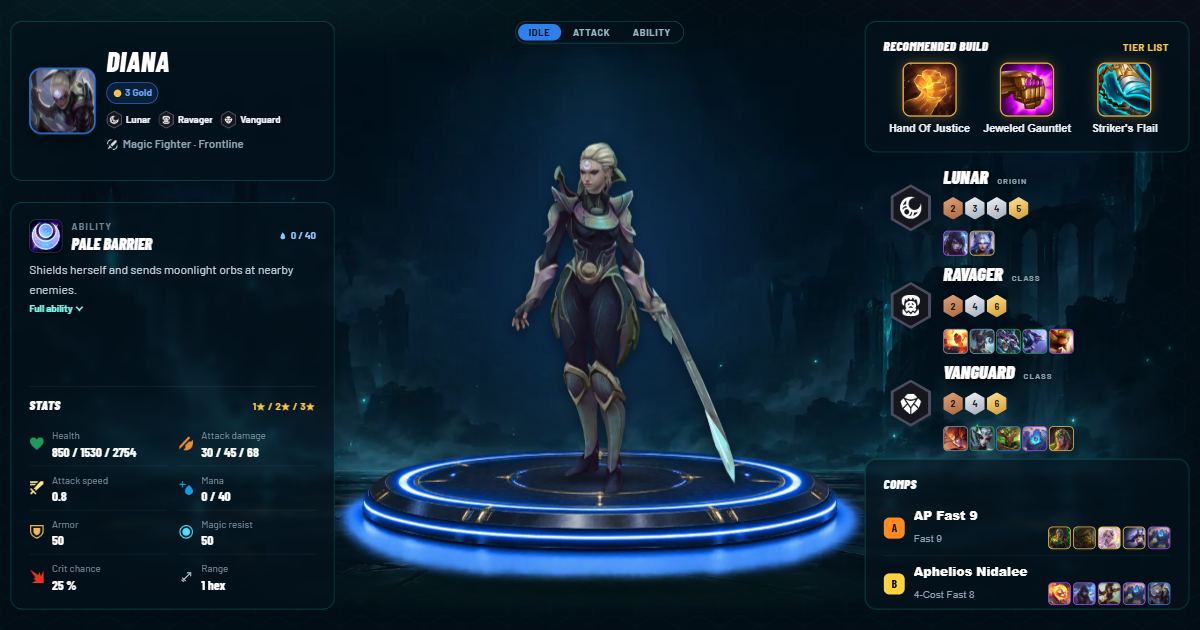 DIANA
3 Gold
Lunar Ravager Vanguard
Magic Fighter · Frontline
ABILITY
PALE BARRIER
0 / 40
Shields herself and sends moonlight orbs at nearby
enemies.
Full ability
STATS
1★ / 2★ / 3★
Health
850 / 1530 / 2754
Attack damage
30 / 45 / 68
Attack speed
0.8
Mana
0 / 40
Armor
50
Magic resist
50
Crit chance
25 %
Range
1 hex
IDLE ATTACK ABILITY
RECOMMENDED BUILD
TIER LIST
Hand Of Justice
Jeweled Gauntlet
Striker's Flail
LUNAR ORIGIN
2 3 4 5
RAVAGER CLASS
2 4 6
VANGUARD CLASS
2 4 6
COMPS
A
AP Fast 9
Fast 9
B
Aphelios Nidalee
4-Cost Fast 8